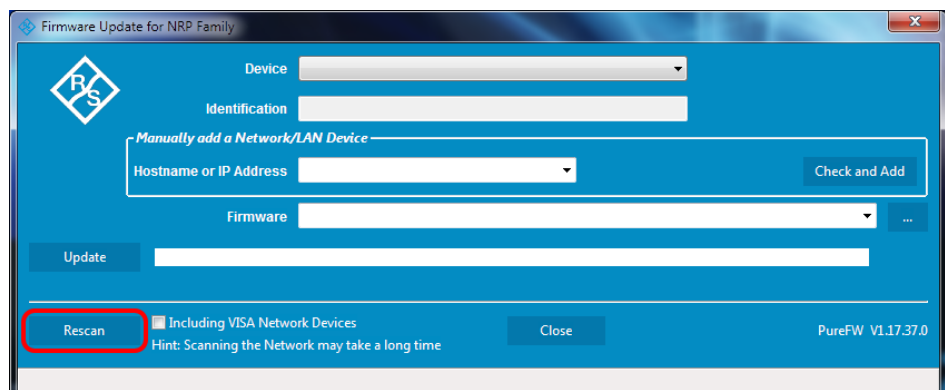 Firmware Update for NRP Family
R S
Device
Identification
Manually add a Network/LAN Device
Hostname or IP Address
Check and Add
Firmware
...
Update
Rescan
Including VISA Network Devices
Hint: Scanning the Network may take a long time
Close
PureFW V1.17.37.0